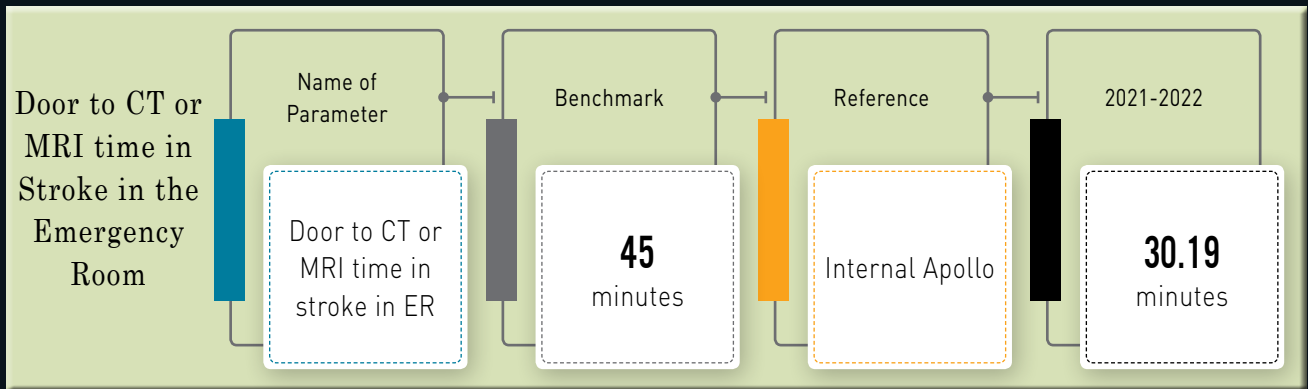 Door to CT or
MRI time in
Stroke in the
Emergency
Room
Name of
Parameter
Door to CT or
MRI time in
stroke in ER
Benchmark
45
minutes
Reference
Internal Apollo
2021-2022
30.19
minutes